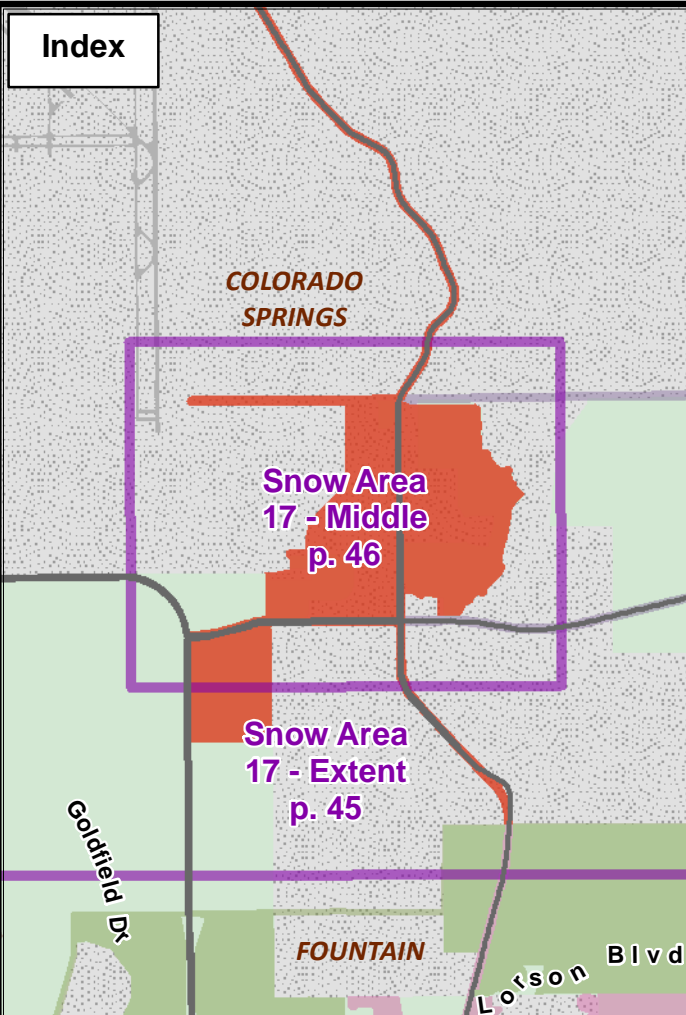 Index
COLORADO
SPRINGS
Snow Area
17 - Middle
p. 46
Snow Area
17 - Extent
p. 45
Goldfield Dr
FOUNTAIN
Lorson Blvd